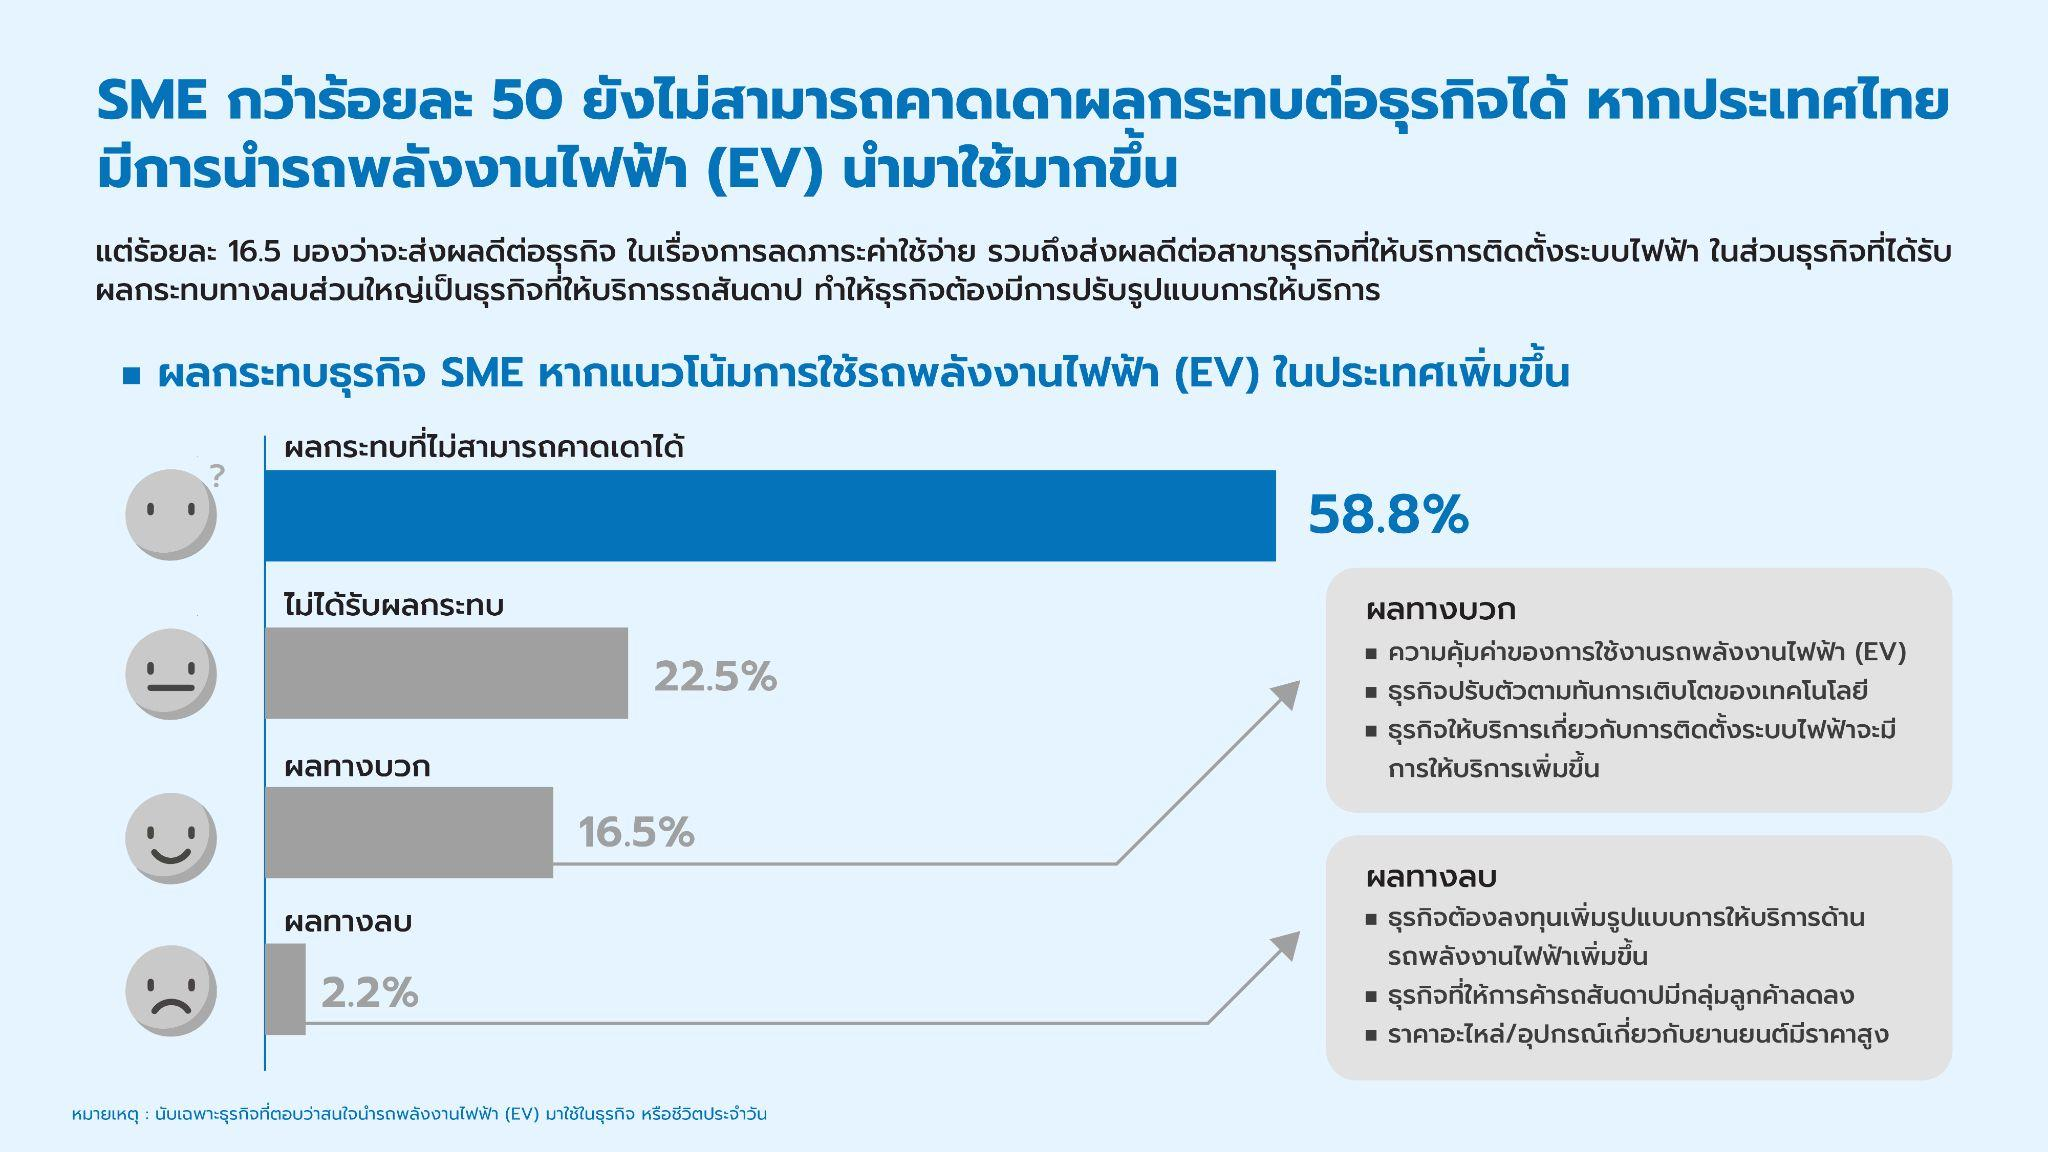 SME กว่าร้อยละ 50 ยังไม่สามารถคาดเดาผลกระทบต่อธุรกิจได้ หากประเทศไทย
มีการนำรถพลังงานไฟฟ้า (EV) นำมาใช้มากขึ้น
แต่ร้อยละ 16.5 มองว่าจะส่งผลดีต่อธุรกิจ ในเรื่องการลดภาระค่าใช้จ่าย รวมถึงส่งผลดีต่อสาขาธุรกิจที่ให้บริการติดตั้งระบบไฟฟ้า ในส่วนธุรกิจที่ได้รับ
ผลกระทบทางลบส่วนใหญ่เป็นธุรกิจที่ให้บริการรถสันดาป ทำให้ธุรกิจต้องมีการปรับรูปแบบการให้บริการ
▪ ผลกระทบธุรกิจ SME หากแนวโน้มการใช้รถพลังงานไฟฟ้า (EV) ในประเทศเพิ่มขึ้น
ผลกระทบที่ไม่สามารถคาดเดาได้
?
58.8%
ไม่ได้รับผลกระทบ
22.5%
ผลทางบวก
16.5%
ผลทางลบ
2.2%
ผลทางบวก
▪ ความคุ้มค่าของการใช้งานรถพลังงานไฟฟ้า (EV)
▪ ธุรกิจปรับตัวตามทันการเติบโตของเทคโนโลยี
▪ ธุรกิจให้บริการเกี่ยวกับการติดตั้งระบบไฟฟ้าจะมี
การให้บริการเพิ่มขึ้น
ผลทางลบ
▪ ธุรกิจต้องลงทุนเพิ่มรูปแบบการให้บริการด้าน
รถพลังงานไฟฟ้าเพิ่มขึ้น
▪ ธุรกิจที่ให้การค้ารถสันดาปมีกลุ่มลูกค้าลดลง
▪ ราคาอะไหล่/อุปกรณ์เกี่ยวกับยานยนต์มีราคาสูง
หมายเหตุ : นับเฉพาะธุรกิจที่ตอบว่าสนใจนำรถพลังงานไฟฟ้า (EV) มาใช้ในธุรกิจ หรือชีวิตประจำวัน